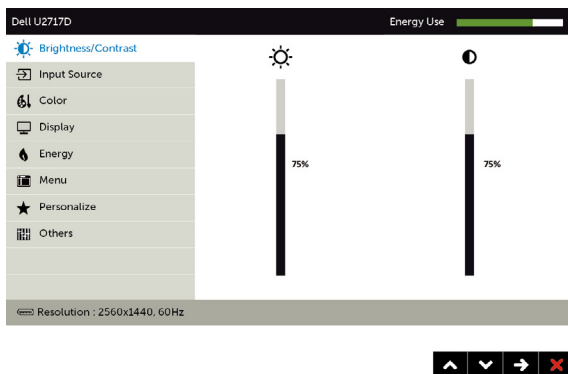 Dell U2717D Energy Use
Brightness/Contrast
Input Source
Color
Display
Energy
75% 75%
Menu
Personalize
Others
Resolution : 2560x1440, 60Hz